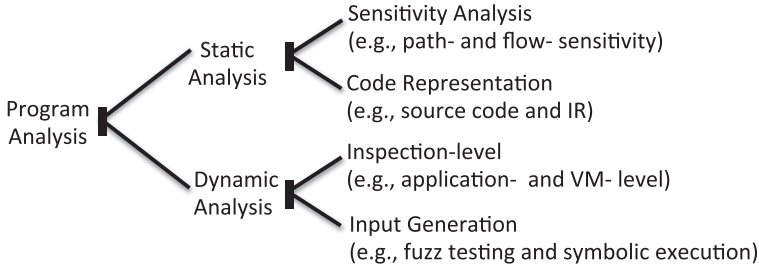 Program
Analysis
Static
Analysis
Sensitivity Analysis
(e.g., path- and flow- sensitivity)
Code Representation
(e.g., source code and IR)
Dynamic
Analysis
Inspection-level
(e.g., application-  and VM- level)
Input Generation
(e.g., fuzz testing and symbolic execution)